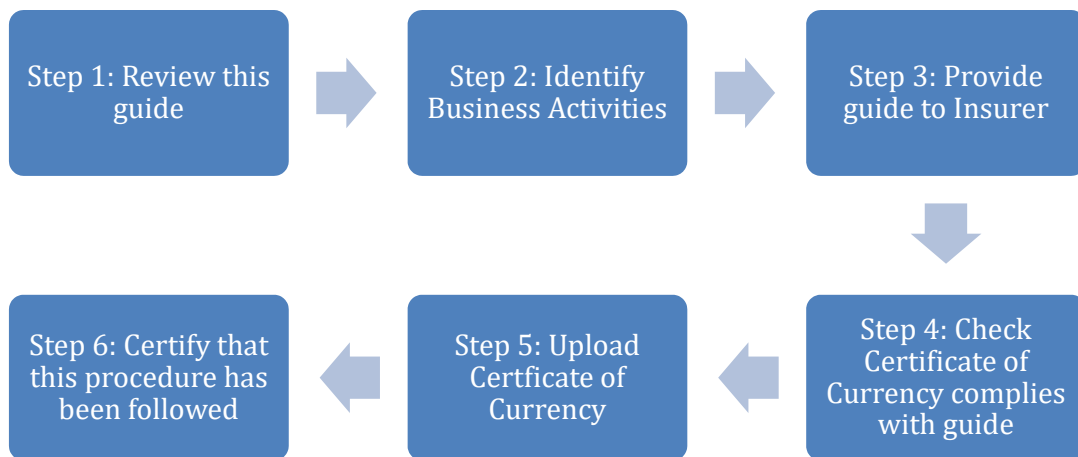 Step 1: Review this
guide
Step 2: Identify
Business Activities
Step 3: Provide
guide to Insurer
Step 4: Check
Certificate of
Currency complies
with guide
Step 5: Upload
Certficate of
Currency
Step 6: Certify that
this procedure has
been followed